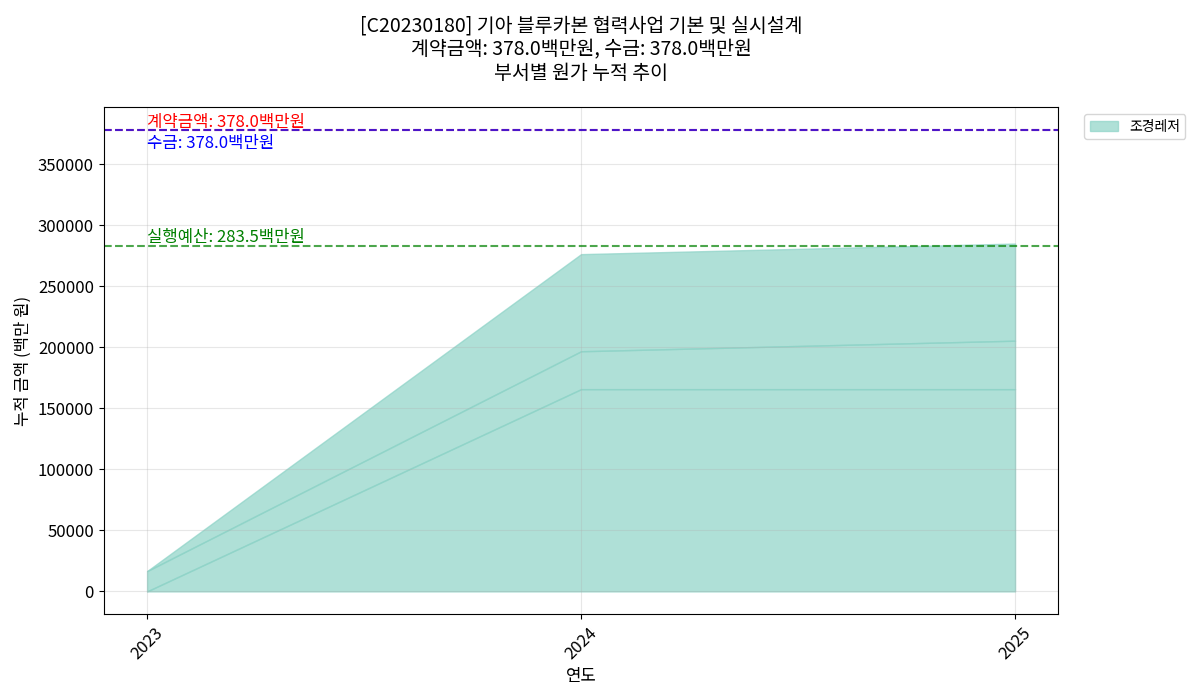 [C20230180] 기아 블루카본 협력사업 기본 및 실시설계
계약금액: 378.0백만원, 수금: 378.0백만원
부서별 원가 누적 추이
조경레저
계약금액: 378.0백만원
수금: 378.0백만원
실행예산: 283.5백만원
누적 금액 (백만 원)
350000
300000
250000
200000
150000
100000
50000
0
2023
2024
2025
연도